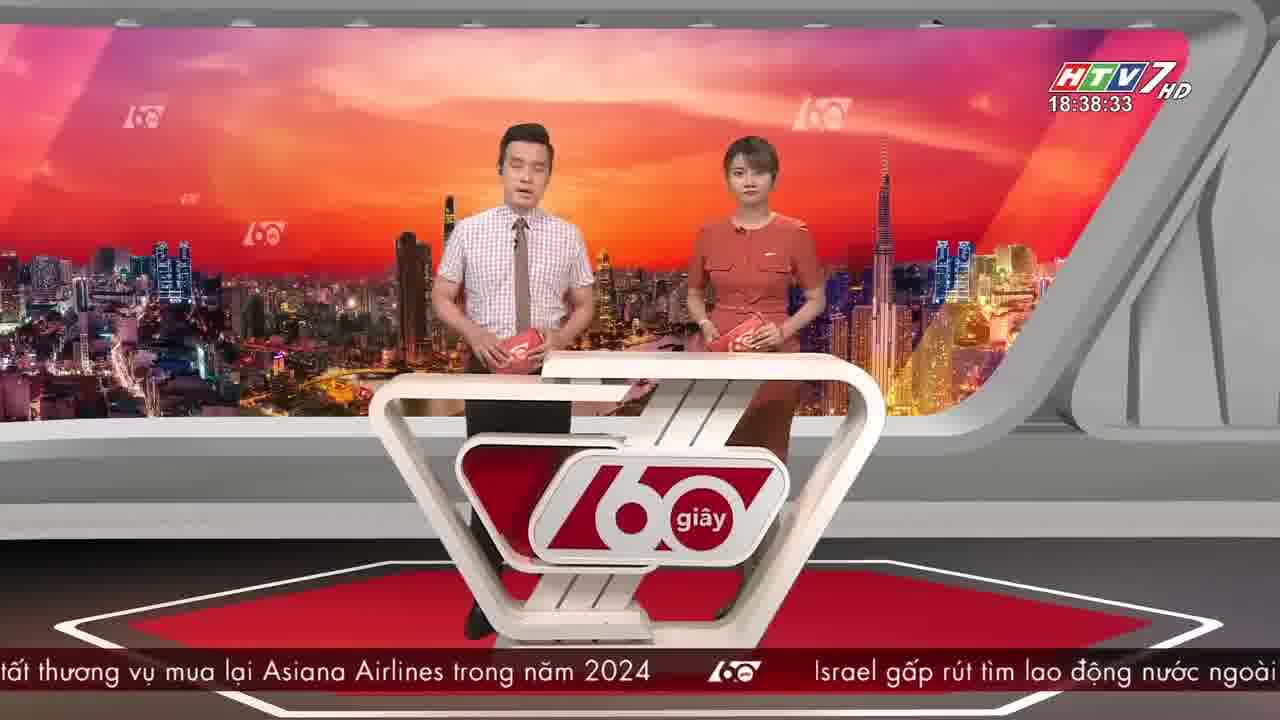 HTV7
HD
18:38:33
60
giây
tất thương vụ mua lại Asiana Airlines trong năm 2024
60
Israel gấp rút tìm lao động nước ngoài